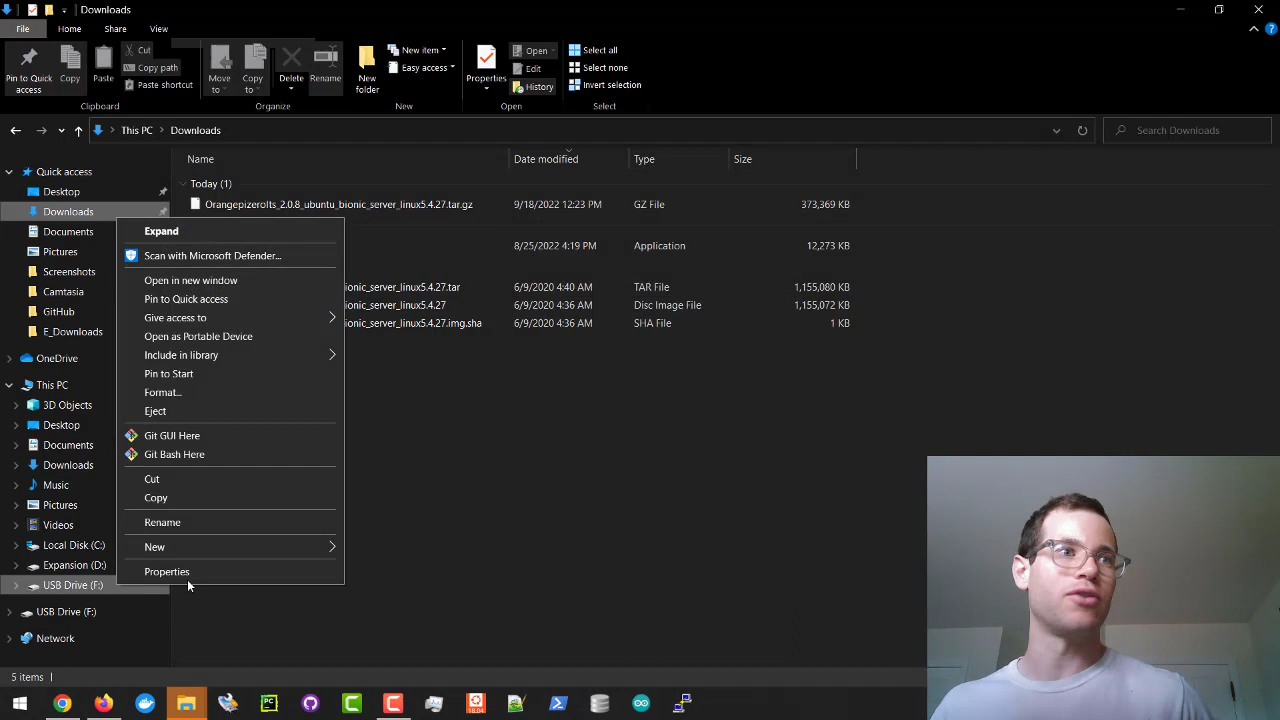 Downloads
File
Home
Share
View
Pin to Quick access
Copy
Paste
Cut
Copy path
Paste shortcut
Clipboard
Move to
Copy to
Delete
Rename
Organize
New folder
New item
Easy access
New
Properties
Open
Edit
History
Open
Select all
Select none
Invert selection
Select
This PC
Downloads
Search Downloads
Quick access
Desktop
Downloads
Documents
Pictures
Screenshots
Camtasia
GitHub
E_Downloads
OneDrive
This PC
3D Objects
Desktop
Documents
Downloads
Music
Pictures
Videos
Local Disk (C:)
Expansion (D:)
USB Drive (F:)
USB Drive (F:)
Network
Name
Date modified
Type
Size
Today (1)
Orangepizerolts_2.0.8_ubuntu_bionic_server_linux5.4.27.tar.gz
9/18/2022 12:23 PM
GZ File
373,369 KB
8/25/2022 4:19 PM
Application
12,273 KB
ionic_server_linux5.4.27.tar
6/9/2020 4:40 AM
TAR File
1,155,080 KB
ionic_server_linux5.4.27
6/9/2020 4:36 AM
Disc Image File
1,155,072 KB
ionic_server_linux5.4.27.img.sha
6/9/2020 4:36 AM
SHA File
1 KB
Expand
Scan with Microsoft Defender...
Open in new window
Pin to Quick access
Give access to
Open as Portable Device
Include in library
Pin to Start
Format...
Eject
Git GUI Here
Git Bash Here
Cut
Copy
Rename
New
Properties
5 items
PC
C
C
18.04